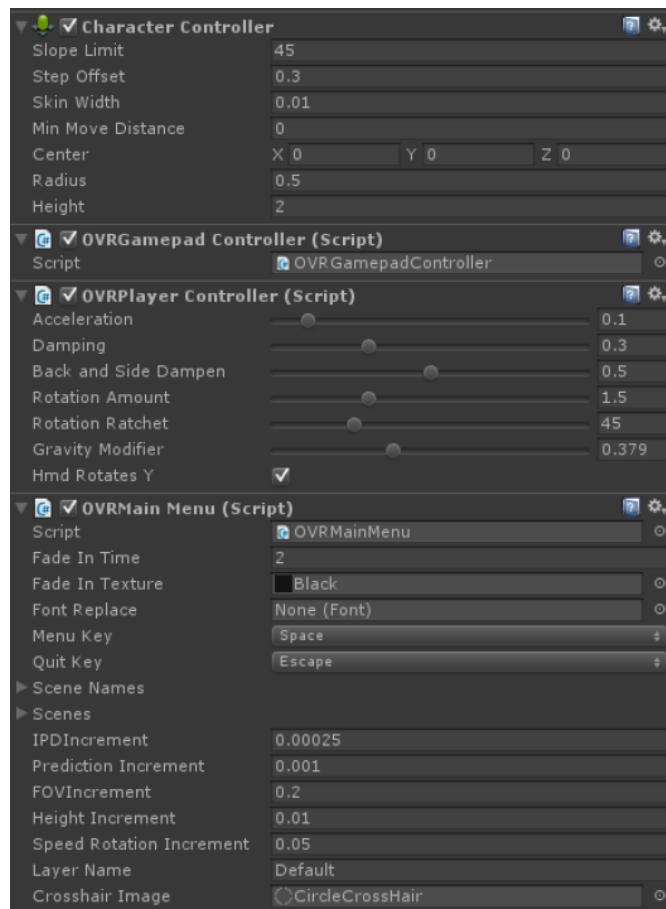 Character Controller
Slope Limit 45
Step Offset 0.3
Skin Width 0.01
Min Move Distance 0
Center X 0 Y 0 Z 0
Radius 0.5
Height 2
OVRGamepad Controller (Script)
Script OVRGamepadController
OVRPlayer Controller (Script)
Acceleration 0.1
Damping 0.3
Back and Side Dampen 0.5
Rotation Amount 1.5
Rotation Ratchet 45
Gravity Modifier 0.379
Hmd Rotates Y
OVRMain Menu (Script)
Script OVRMainMenu
Fade In Time 2
Fade In Texture Black
Font Replace None (Font)
Menu Key Space
Quit Key Escape
Scene Names
Scenes
IPDIncrement 0.00025
Prediction Increment 0.001
FOVIncrement 0.2
Height Increment 0.01
Speed Rotation Increment 0.05
Layer Name Default
Crosshair Image CircleCrossHair